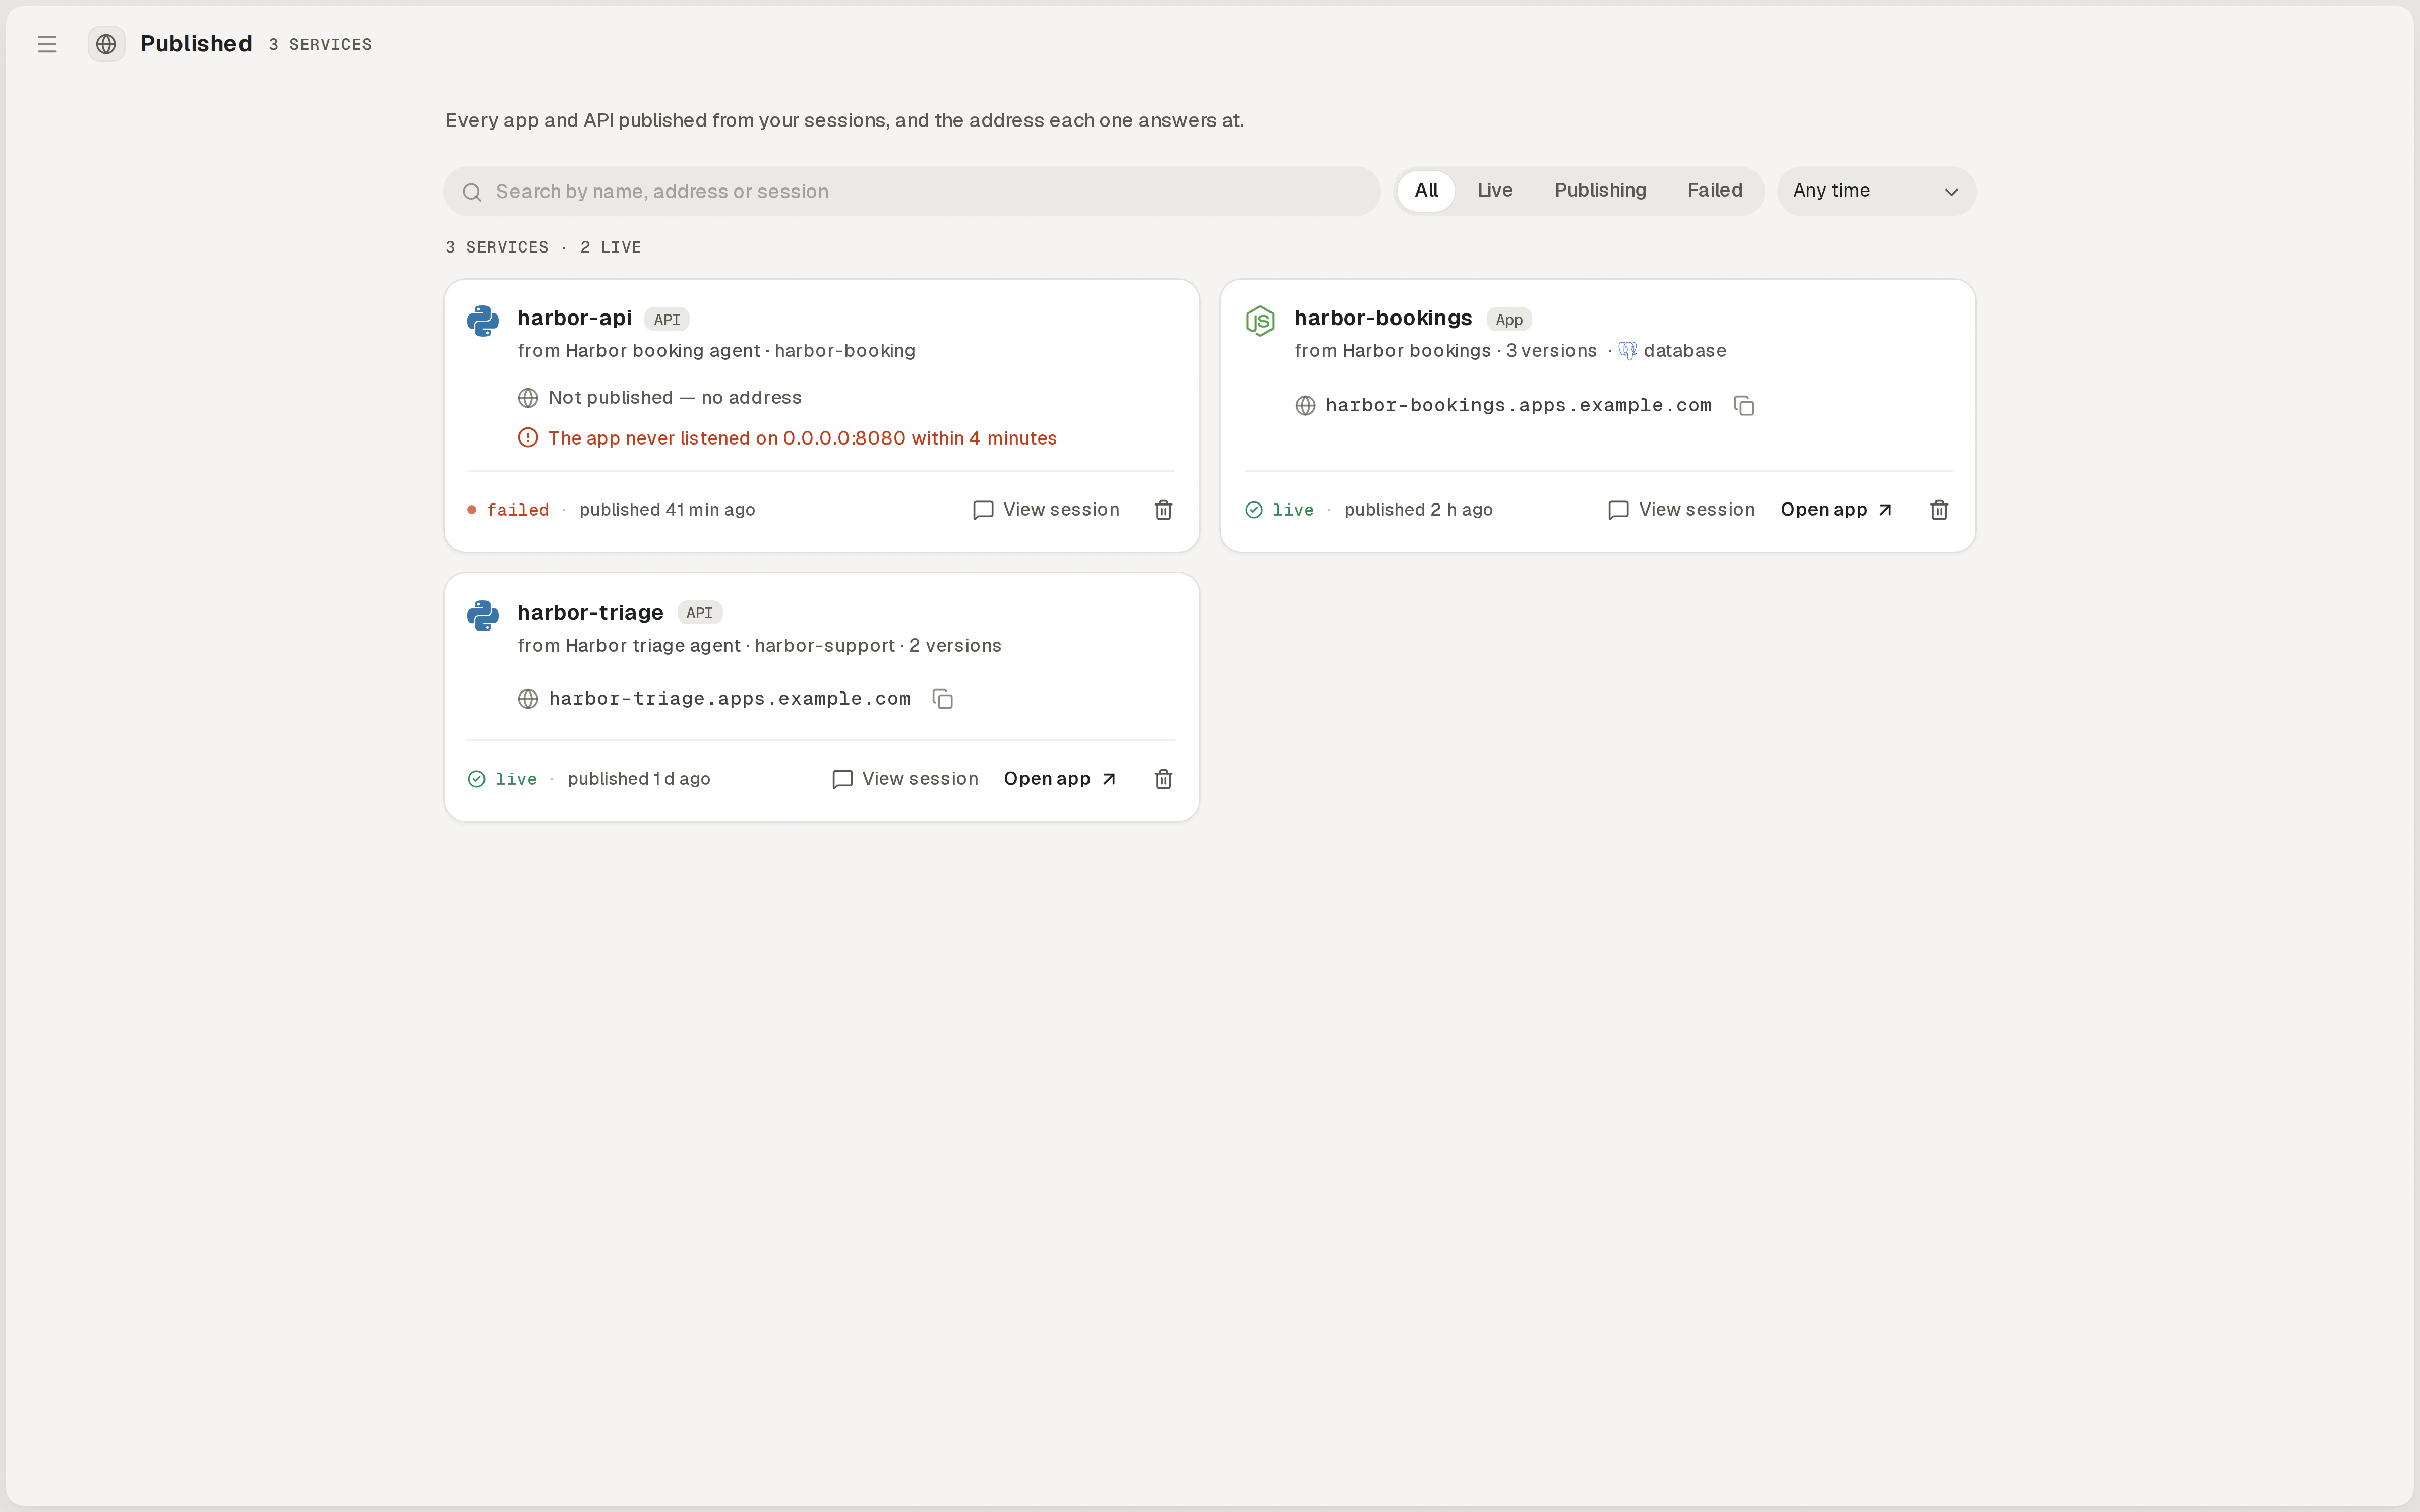 Published 3 SERVICES
Every app and API published from your sessions, and the address each one answers at.
Search by name, address or session
All Live Publishing Failed
Any time
3 SERVICES · 2 LIVE
harbor-api API
from Harbor booking agent · harbor-booking
Not published — no address
The app never listened on 0.0.0.0:8080 within 4 minutes
failed · published 41 min ago View session
JS
harbor-bookings App
from Harbor bookings · 3 versions · database
harbor-bookings.apps.example.com
live · published 2 h ago View session Open app
harbor-triage API
from Harbor triage agent · harbor-support · 2 versions
harbor-triage.apps.example.com
live · published 1 d ago View session Open app